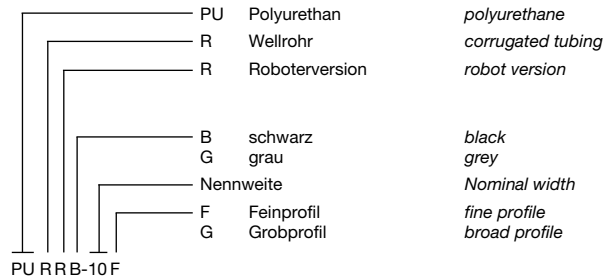 PU Polyurethan polyurethane
R Wellrohr corrugated tubing
R Roboterversion robot version
B schwarz black
G grau grey
Nennweite Nominal width
F Feinprofil fine profile
G Grobprofil broad profile
PU R R B-10 F